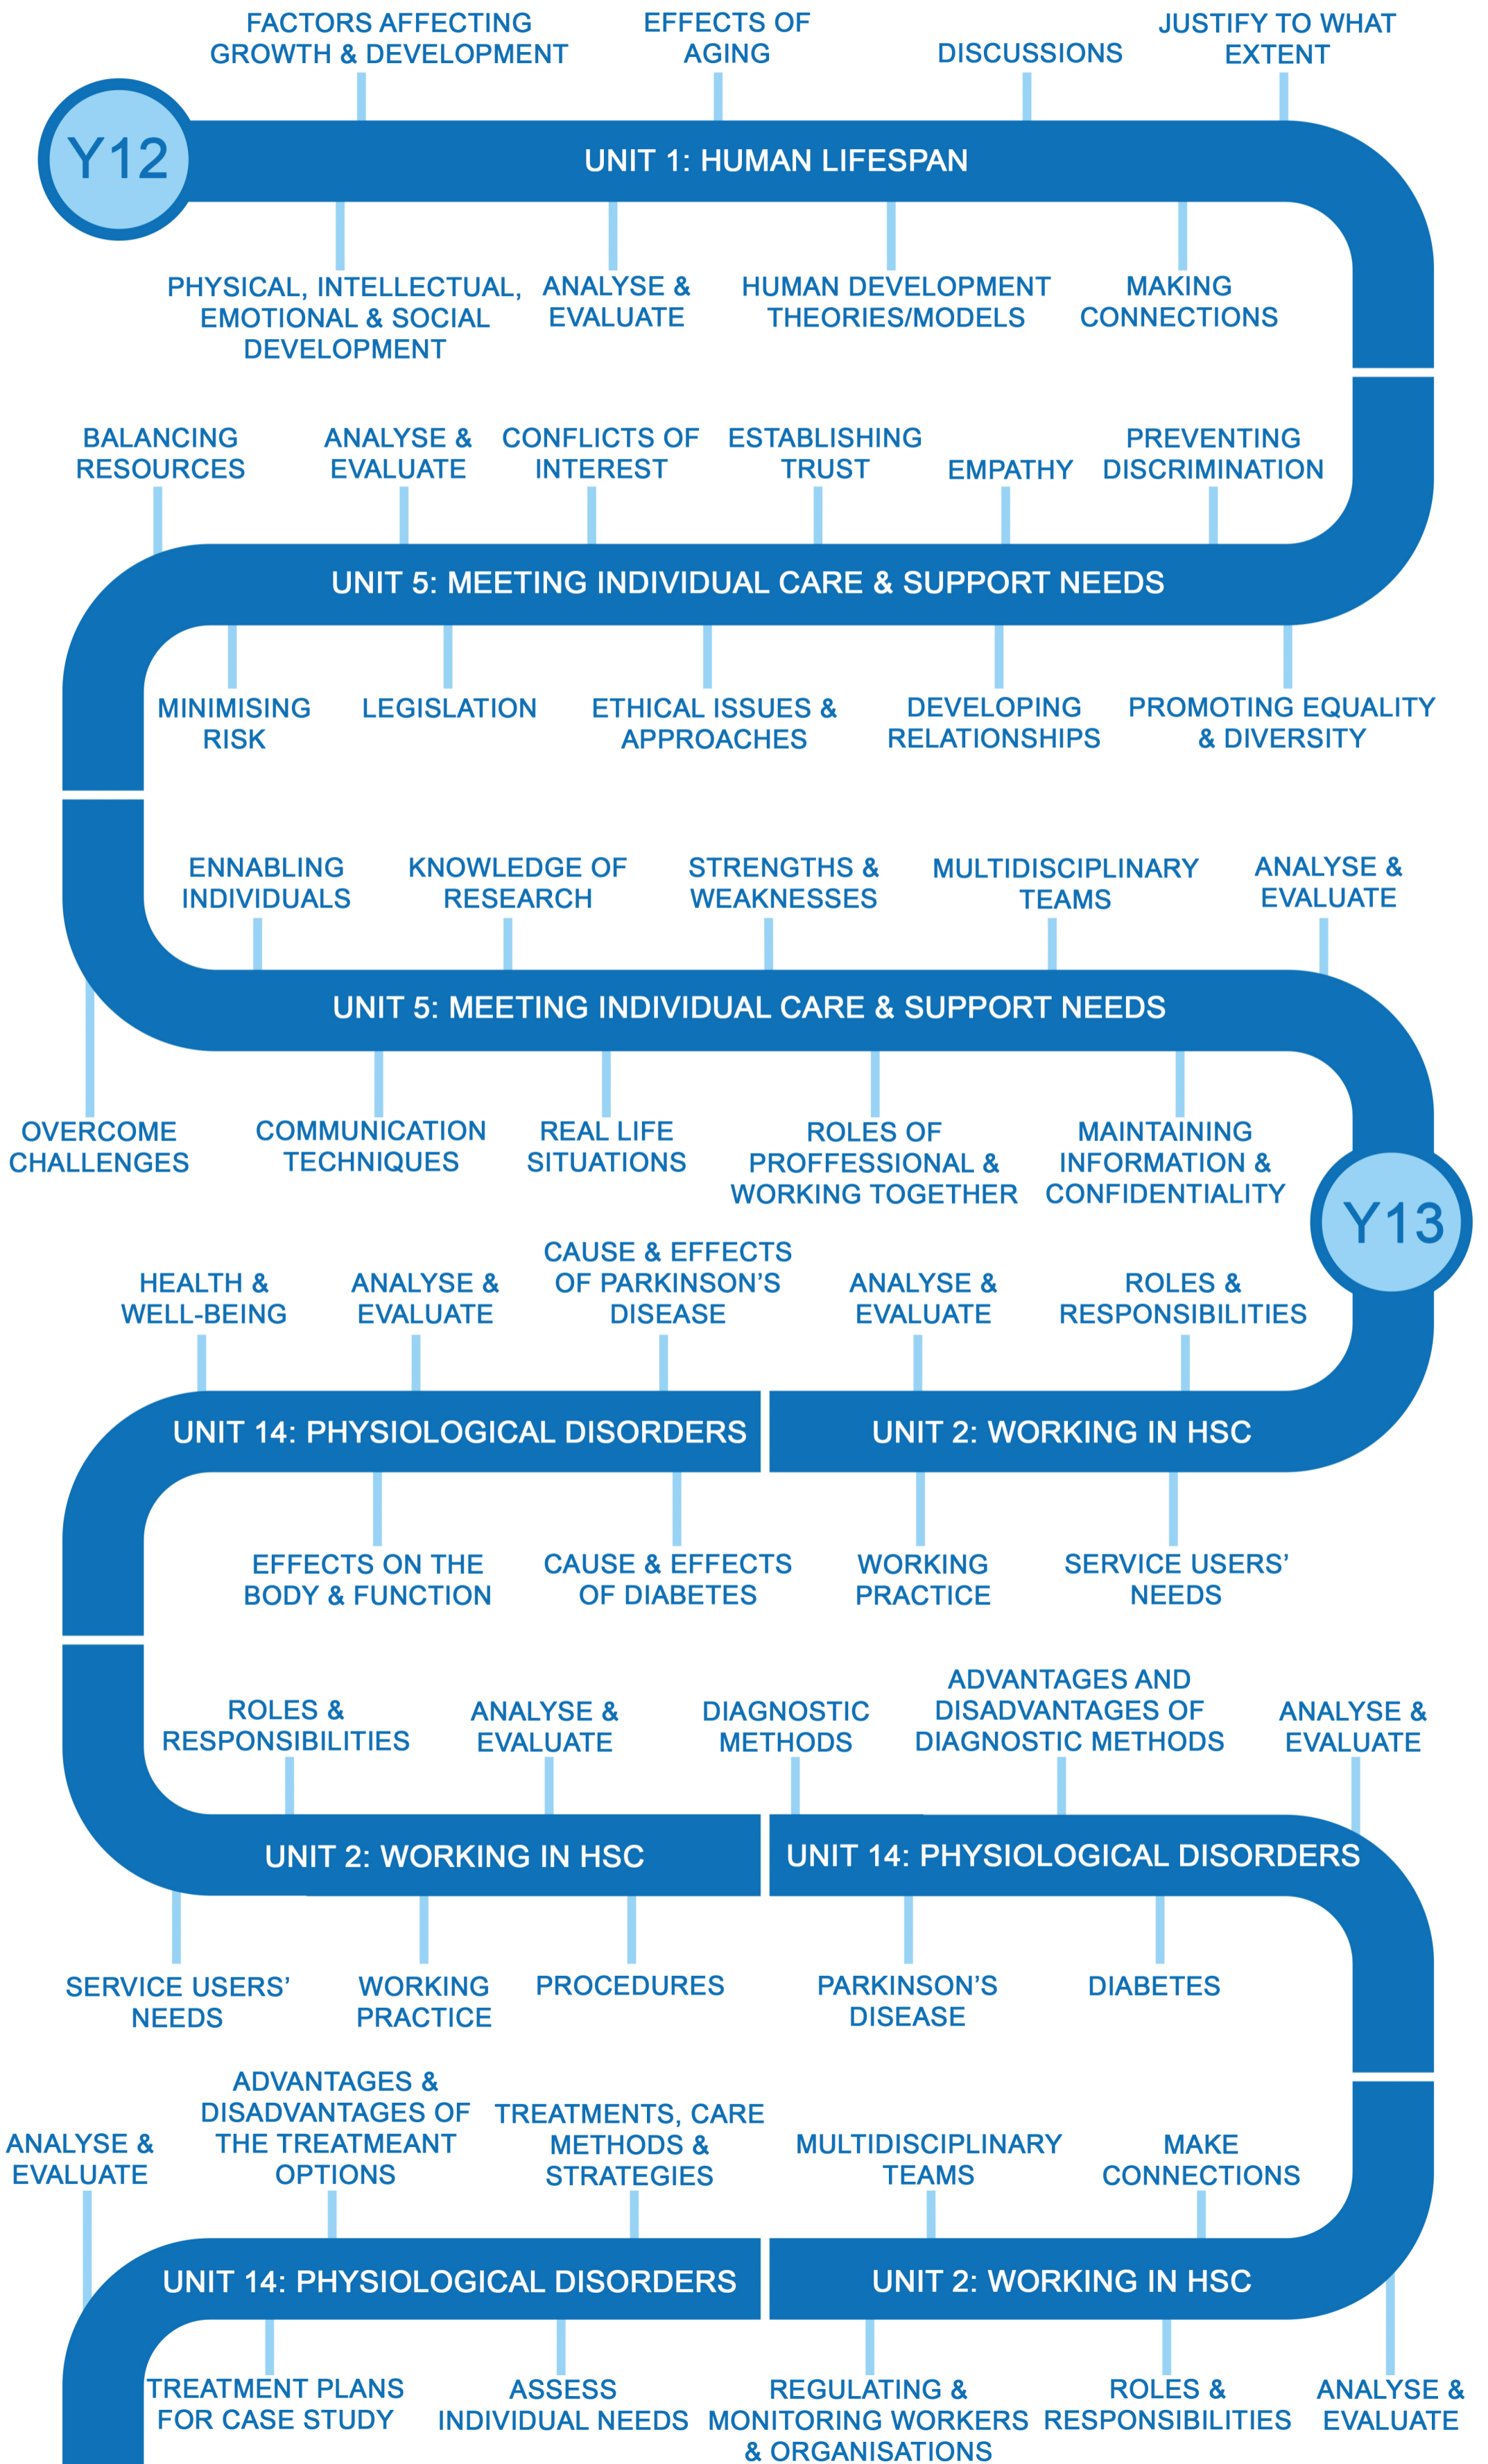 FACTORS AFFECTING
GROWTH & DEVELOPMENT
EFFECTS OF
AGING
DISCUSSIONS
JUSTIFY TO WHAT
EXTENT
Y12
UNIT 1: HUMAN LIFESPAN
PHYSICAL, INTELLECTUAL,
EMOTIONAL & SOCIAL
DEVELOPMENT
ANALYSE &
EVALUATE
HUMAN DEVELOPMENT
THEORIES/MODELS
MAKING
CONNECTIONS
BALANCING
RESOURCES
ANALYSE &
EVALUATE
CONFLICTS OF
INTEREST
ESTABLISHING
TRUST
EMPATHY
PREVENTING
DISCRIMINATION
UNIT 5: MEETING INDIVIDUAL CARE & SUPPORT NEEDS
MINIMISING
RISK
LEGISLATION
ETHICAL ISSUES &
APPROACHES
DEVELOPING
RELATIONSHIPS
PROMOTING EQUALITY
& DIVERSITY
ENNABLING
INDIVIDUALS
KNOWLEDGE OF
RESEARCH
STRENGTHS &
WEAKNESSES
MULTIDISCIPLINARY
TEAMS
ANALYSE &
EVALUATE
UNIT 5: MEETING INDIVIDUAL CARE & SUPPORT NEEDS
OVERCOME
CHALLENGES
COMMUNICATION
TECHNIQUES
REAL LIFE
SITUATIONS
ROLES OF
PROFFESSIONAL &
WORKING TOGETHER
MAINTAINING
INFORMATION &
CONFIDENTIALITY
Y13
HEALTH &
WELL-BEING
ANALYSE &
EVALUATE
CAUSE & EFFECTS
OF PARKINSON'S
DISEASE
ANALYSE &
EVALUATE
ROLES &
RESPONSIBILITIES
UNIT 14: PHYSIOLOGICAL DISORDERS
UNIT 2: WORKING IN HSC
EFFECTS ON THE
BODY & FUNCTION
CAUSE & EFFECTS
OF DIABETES
WORKING
PRACTICE
SERVICE USERS'
NEEDS
ROLES &
RESPONSIBILITIES
ANALYSE &
EVALUATE
DIAGNOSTIC
METHODS
ADVANTAGES AND
DISADVANTAGES OF
DIAGNOSTIC METHODS
ANALYSE &
EVALUATE
UNIT 2: WORKING IN HSC
UNIT 14: PHYSIOLOGICAL DISORDERS
SERVICE USERS'
NEEDS
WORKING
PRACTICE
PROCEDURES
PARKINSON'S
DISEASE
DIABETES
ANALYSE &
EVALUATE
ADVANTAGES &
DISADVANTAGES OF
THE TREATMEANT
OPTIONS
TREATMENTS, CARE
METHODS &
STRATEGIES
MULTIDISCIPLINARY
TEAMS
MAKE
CONNECTIONS
UNIT 14: PHYSIOLOGICAL DISORDERS
UNIT 2: WORKING IN HSC
TREATMENT PLANS
FOR CASE STUDY
ASSESS
INDIVIDUAL NEEDS
REGULATING &
MONITORING WORKERS
& ORGANISATIONS
ROLES &
RESPONSIBILITIES
ANALYSE &
EVALUATE